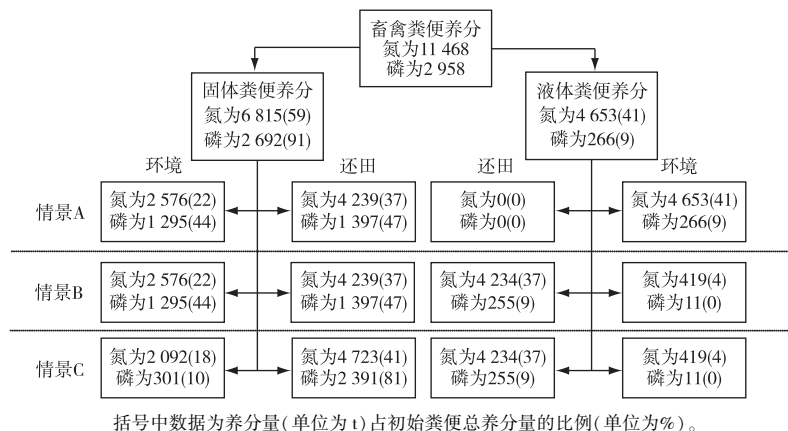 畜禽粪便养分
氮为11 468
磷为2 958
固体粪便养分
氮为6 815(59)
磷为2 692(91)
液体粪便养分
氮为4 653(41)
磷为266(9)
环境
还田
还田
环境
情景A
氮为2 576(22)
磷为1 295(44)
氮为4 239(37)
磷为1 397(47)
氮为0(0)
磷为0(0)
氮为4 653(41)
磷为266(9)
情景B
氮为2 576(22)
磷为1 295(44)
氮为4 239(37)
磷为1 397(47)
氮为4 234(37)
磷为255(9)
氮为419(4)
磷为11(0)
情景C
氮为2 092(18)
磷为301(10)
氮为4 723(41)
磷为2 391(81)
氮为4 234(37)
磷为255(9)
氮为419(4)
磷为11(0)
括号中数据为养分量(单位为 t)占初始粪便总养分量的比例(单位为%)。